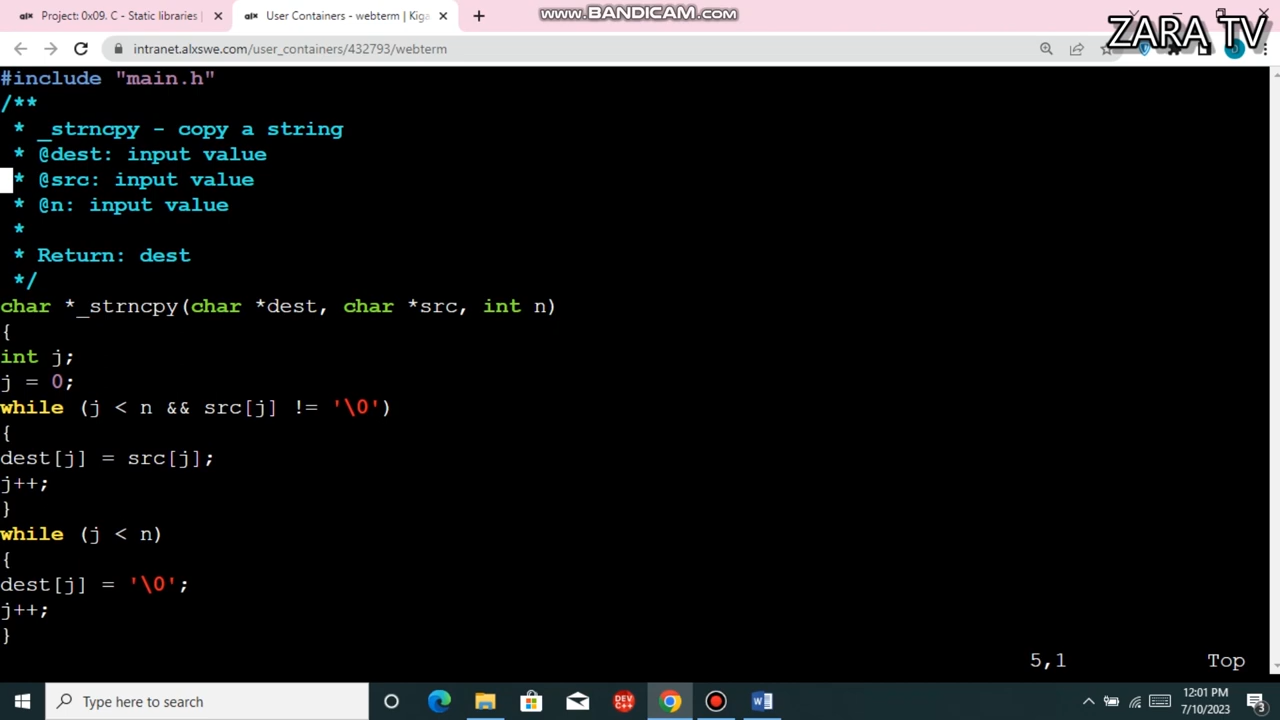 Project: 0x09. C - Static libraries |
User Containers - webterm | Kiga
www.BANDICAM.com
ZARA TV
intranet.alxswe.com/user_containers/432793/webterm
#include "main.h"
/**
* _strncpy - copy a string
* @dest: input value
* @src: input value
* @n: input value
*
* Return: dest
*/
char *_strncpy(char *dest, char *src, int n)
{
int j;
j = 0;
while (j < n && src[j] != '\0')
{
dest[j] = src[j];
j++;
}
while (j < n)
{
dest[j] = '\0';
j++;
}
5,1 Top
Type here to search
DEV C++
12:01 PM
7/10/2023
3